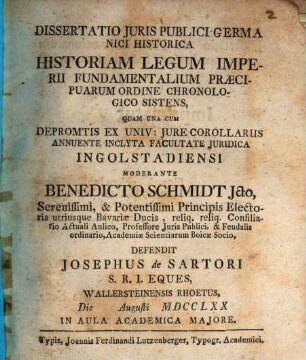 DISSERTATIO JURIS PUBLICI GERMA
NICI HISTORICA
HISTORIAM LEGUM IMPE-
RII FUNDAMENTALIUM PRÆCI-
PUARUM ORDINE CHRONOLO-
GICO SISTENS,
QUAM UNA CUM
DEPROMTIS EX UNIV: JURE COROLLARIIS
ANNUENTE INCLYTA FACULTATE JURIDICA
INGOLSTADIENSI
MODERANTE
BENEDICTO SCHMIDT Jcto,
Serenissimi, & Potentissimi Principis Electo-
ris utriusque Bavariæ Ducis, reliq. reliq. Consilia-
rio Actuali Aulico, Professore Juris Publici. & Feudalis
ordinario, Academiæ Scientiarum Boicæ Socio,
DEFENDIT
JOSEPHUS de SARTORI
S. R. I. EQUES,
WALLERSTEINENSIS RHOETUS,
Die Augusti MDCCLXX
IN AULA ACADEMICA MAJORE.
Typis, Joannis Ferdinandi Lutzenberger, Typogr. Academici.